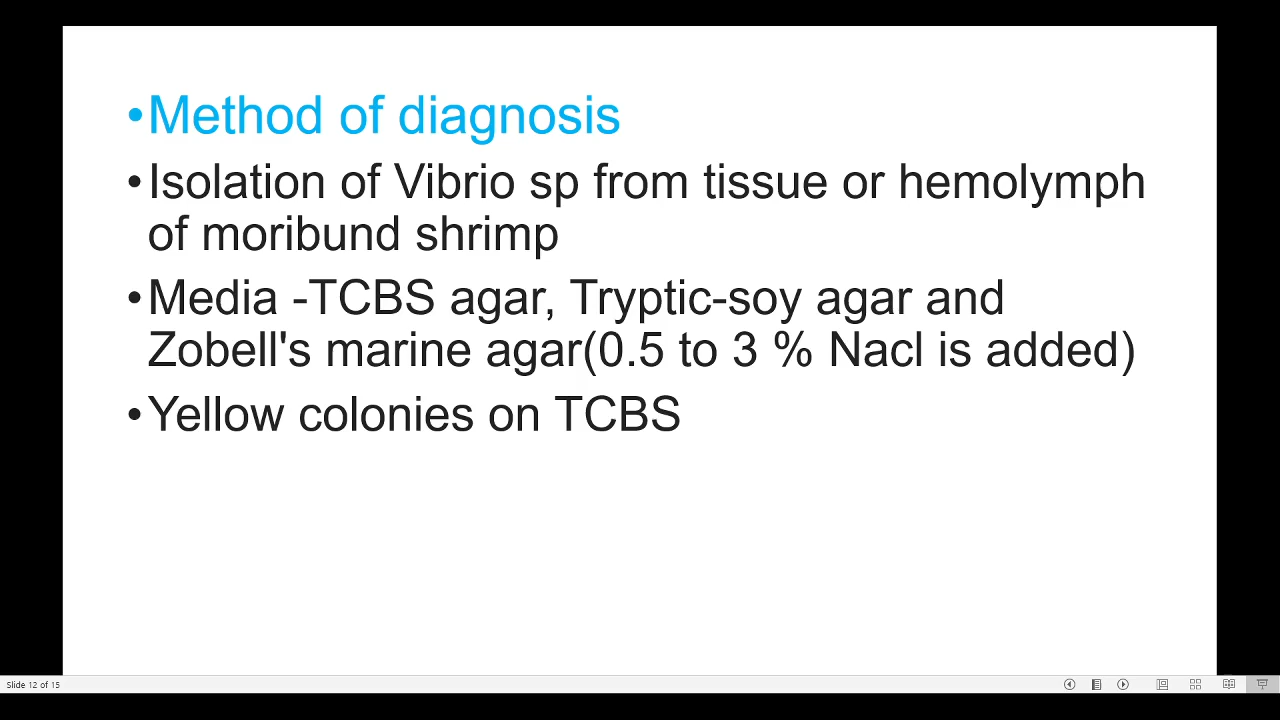 •Method of diagnosis
•Isolation of Vibrio sp from tissue or hemolymph
of moribund shrimp
•Media -TCBS agar, Tryptic-soy agar and
Zobell's marine agar(0.5 to 3 % Nacl is added)
•Yellow colonies on TCBS
Slide 12 of 15